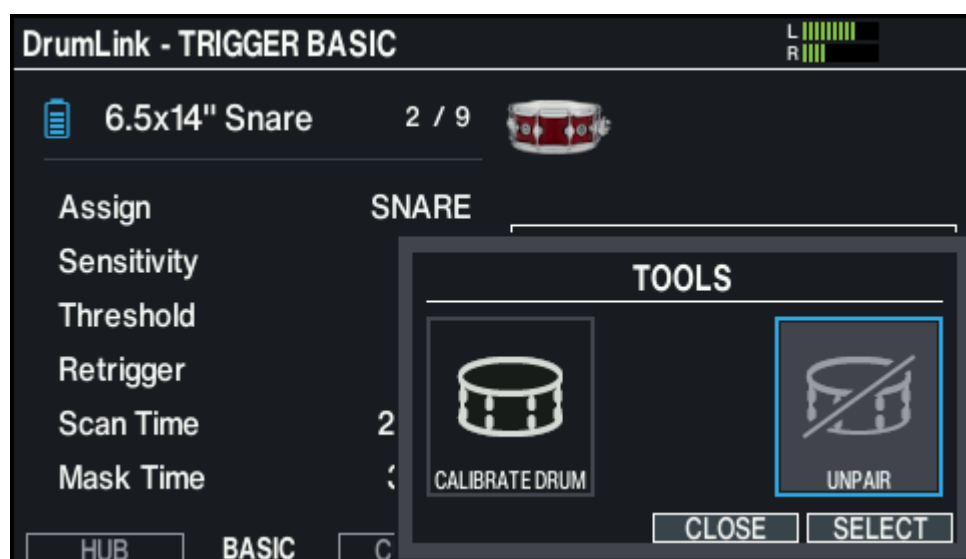 DrumLink - TRIGGER BASIC
L
R
6.5x14" Snare 2 / 9
Assign SNARE
Sensitivity
Threshold
Retrigger
Scan Time 2
Mask Time
TOOLS
CALIBRATE DRUM
UNPAIR
CLOSE SELECT
HUB BASIC C